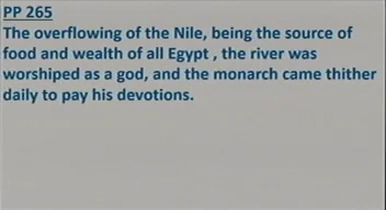 PP 265
The overflowing of the Nile, being the source of
food and wealth of all Egypt , the river was
worshiped as a god, and the monarch came thither
daily to pay his devotions.